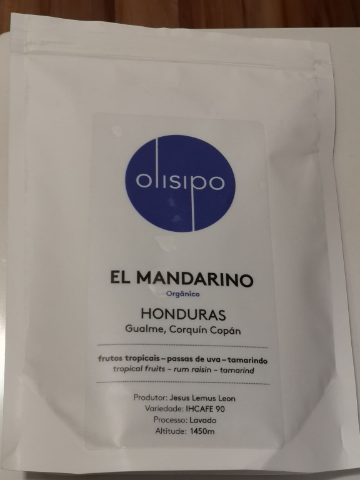 olisipo
EL MANDARINO
Orgânico
HONDURAS
Gualme, Corquín Copán
frutos tropicais – passas de uva – tamarindo
tropical fruits – rum raisin – tamarind
Produtor: Jesus Lemus Leon
Variedade: IHCAFE 90
Processo: Lavado
Altitude: 1450m